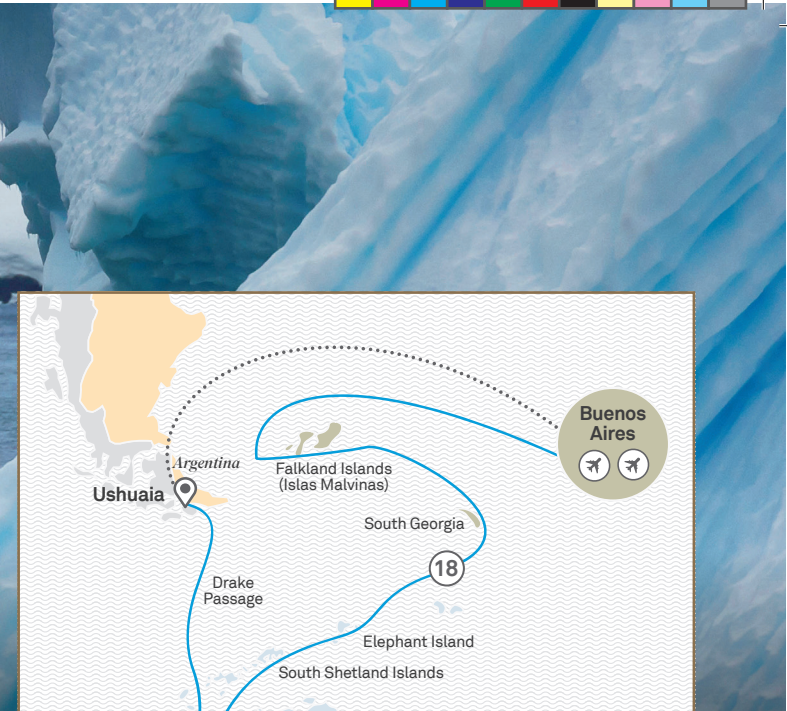 Buenos
Aires
Argentina
Falkland Islands
(Islas Malvinas)
Ushuaia
South Georgia
18
Drake
Passage
Elephant Island
South Shetland Islands